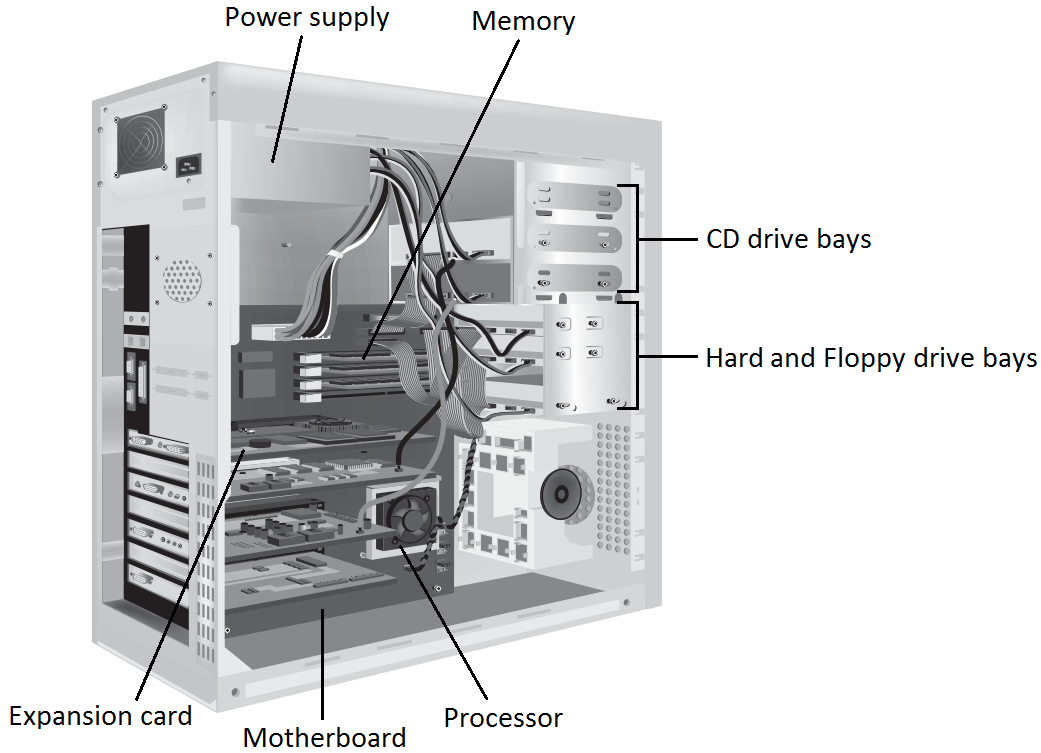 Power supply
Memory
CD drive bays
Hard and Floppy drive bays
Expansion card
Processor
Motherboard